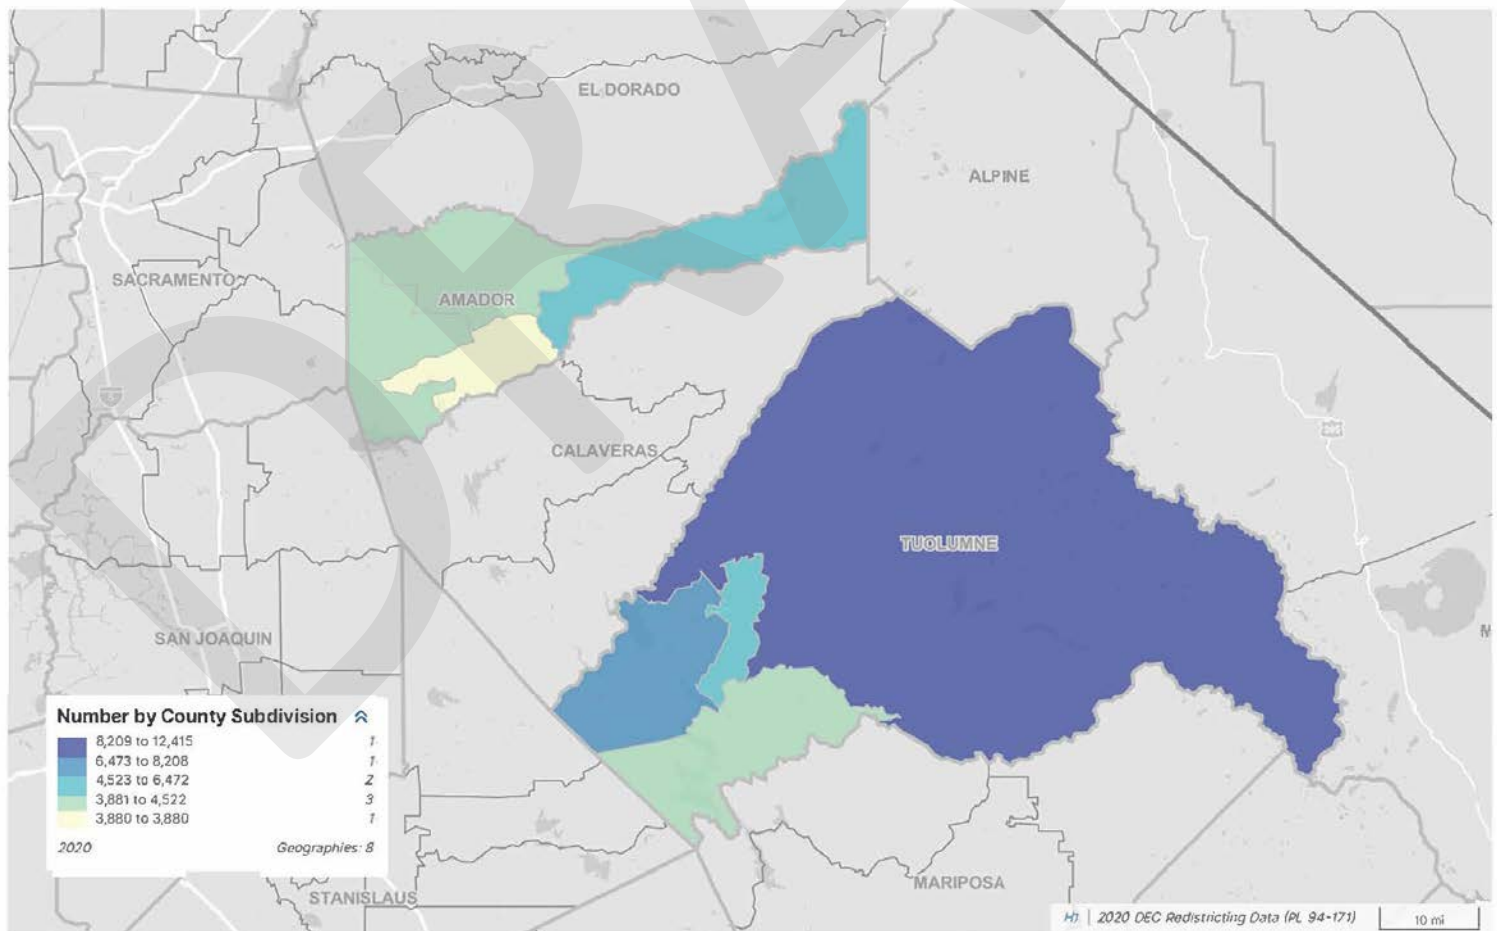 EL DORADO
ALPINE
SACRAMENTO
AMADOR
CALAVERAS
TUOLUMNE
SAN JOAQUIN
M
Number by County Subdivision
8,209 to 12,415 1
6,473 to 8,208 1
4,523 to 6,472 2
3,881 to 4,522 3
3,880 to 3,880 1
2020 Geographies: 8
STANISLAUS
MARIPOSA
H1 | 2020 DEC Redistricting Data (PL 94-171)
10 mi
DRA